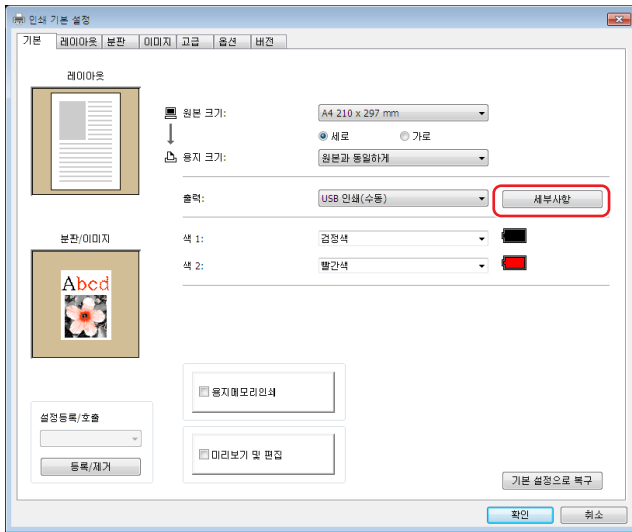 인쇄 기본 설정
기본 레이아웃 분판 이미지 고급 옵션 버전
레이아웃
원본 크기: A4 210 x 297 mm
세로 가로
용지 크기: 원본과 동일하게
출력: USB 인쇄(수동) 세부사항
분판/이미지
색 1: 검정색
색 2: 빨간색
Abcd
용지메모리인쇄
설정등록/호출
미리보기 및 편집
등록/제거
기본 설정으로 복구
확인 취소